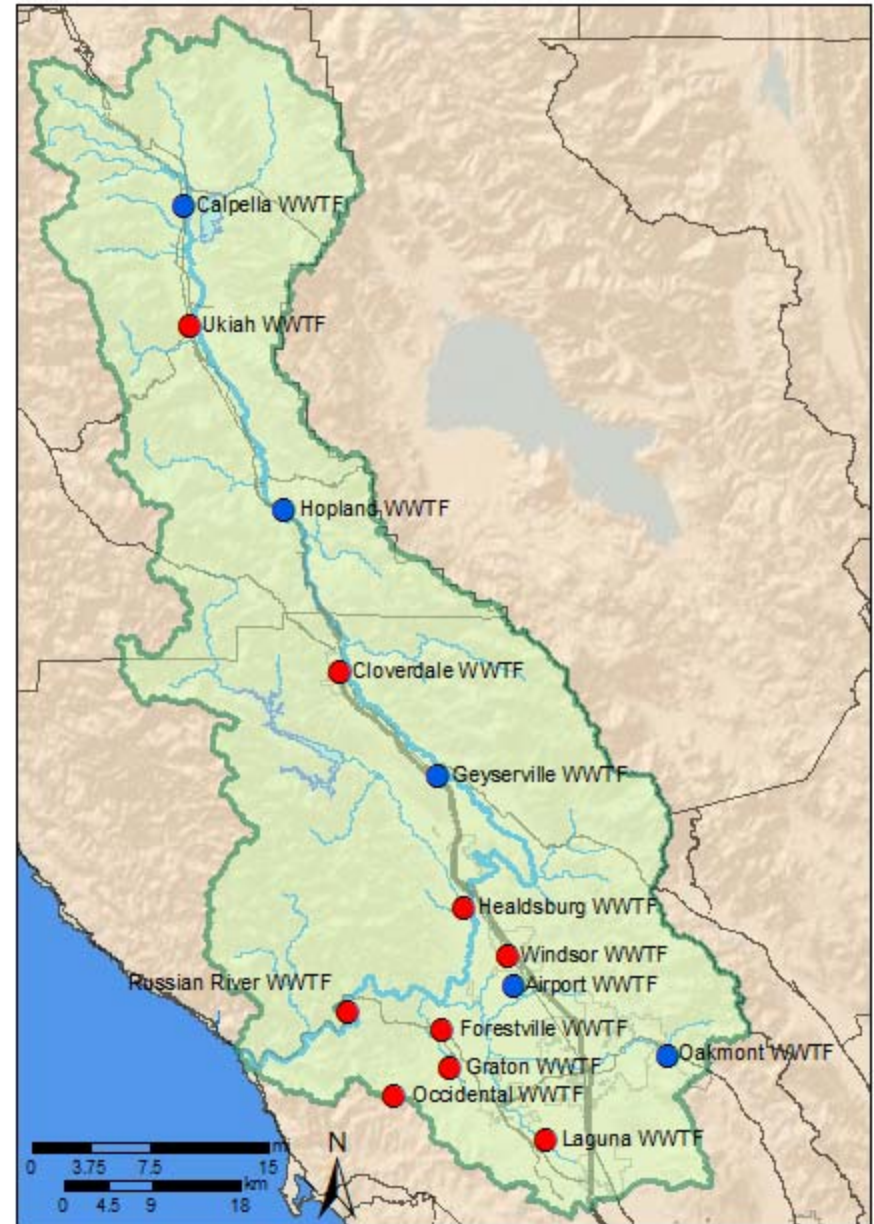 Calpella WWTF
Ukiah WWTF
Hopland WWTF
Cloverdale WWTF
Geyserville WWTF
Healdsburg WWTF
Windsor WWTF
Russian River WWTF
Airport WWTF
Forestville WWTF
Oakmont WWTF
Graton WWTF
Occidental WWTF
Laguna WWTF
N
mi
0 3.75 7.5 15
km
0 4.5 9 18